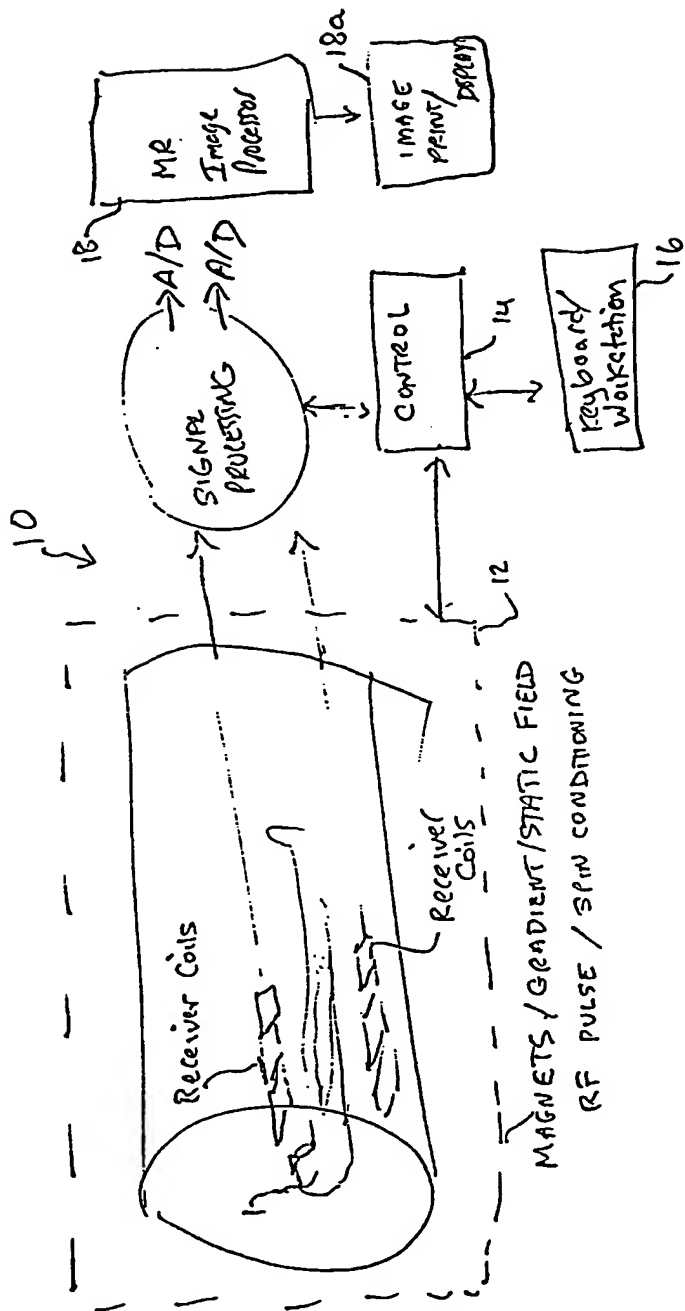 10
Receiver Coils
Receiver
Coils
1
12
MAGNETS / GRADIENT / STATIC FIELD
RF PULSE / SPIN CONDITIONING
SIGNAL
PROCESSING
A/D
A/D
18
MR
Image
Processor
18a
IMAGE
PRINT/
DISPLAY
CONTROL
14
Keyboard/
Workstation
16